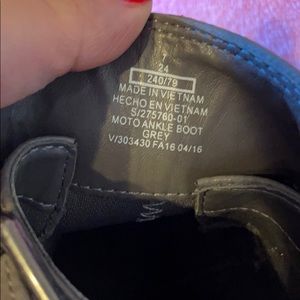 24
240/79
MADE IN VIETNAM
HECHO EN VIETNAM
S/275760-01
MOTO ANKLE BOOT
GREY
V/303430 FA16 04/16